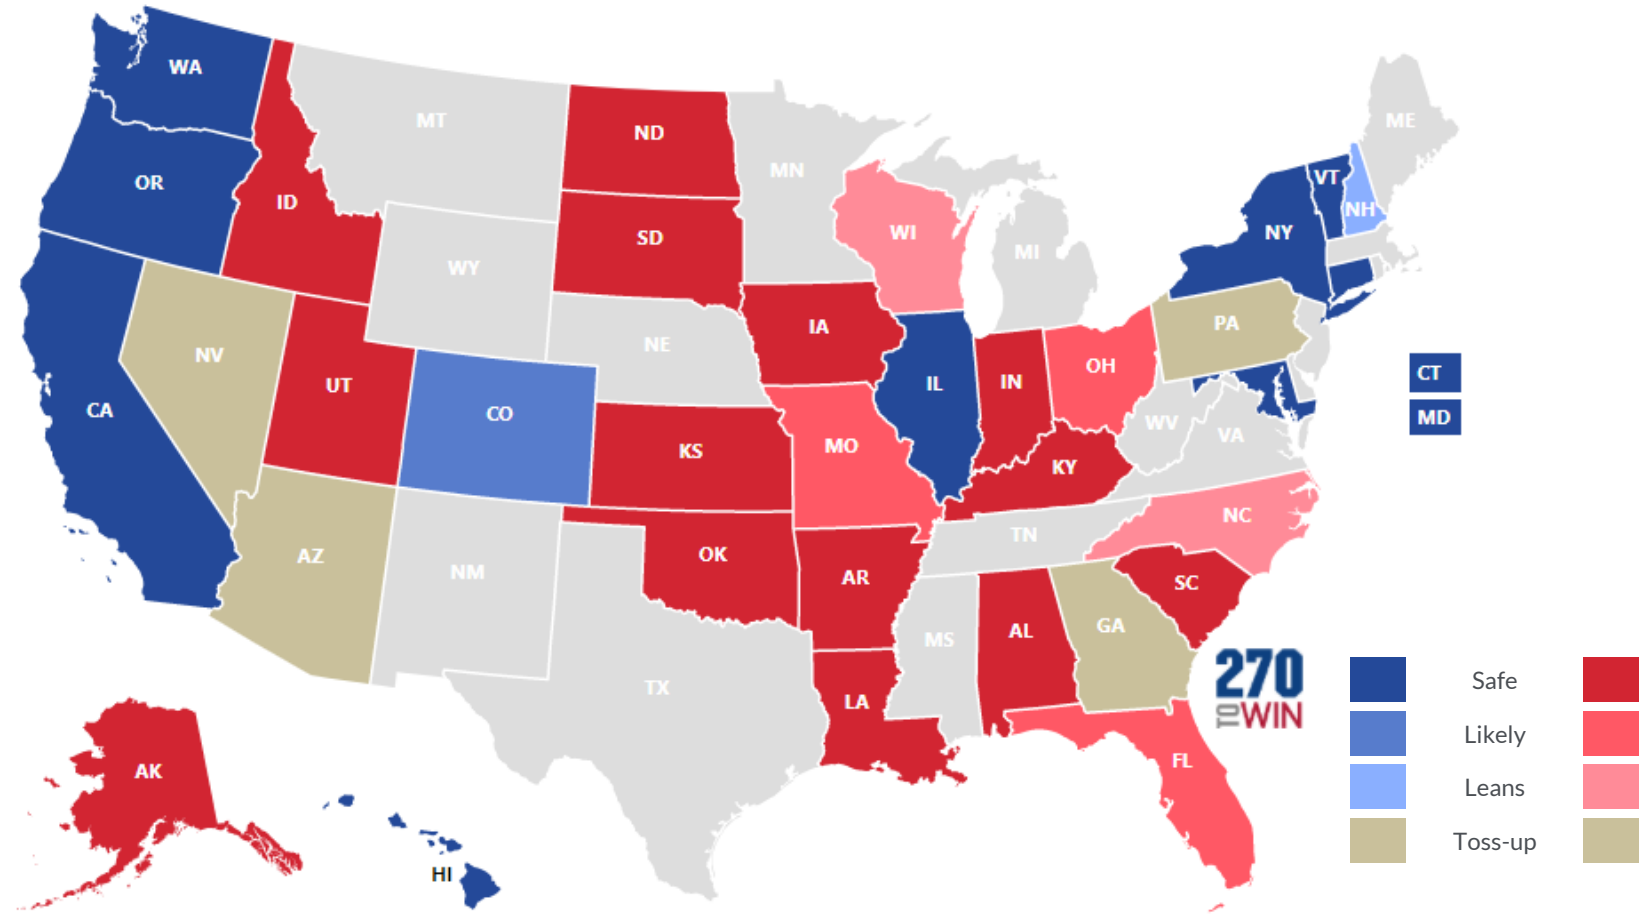 WA
MT
ND
ME
OR
MN
VT
ID
NH
SD
WI
NY
MI
WY
IA
PA
NV
NE
OH
UT
IL
IN
CT
CO
CA
MD
MO
WV
VA
KS
KY
NC
TN
OK
AZ
NM
AR
SC
MS
AL
GA
TX
LA
270
TO WIN
Safe
Likely
FL
AK
Leans
Toss-up
HI